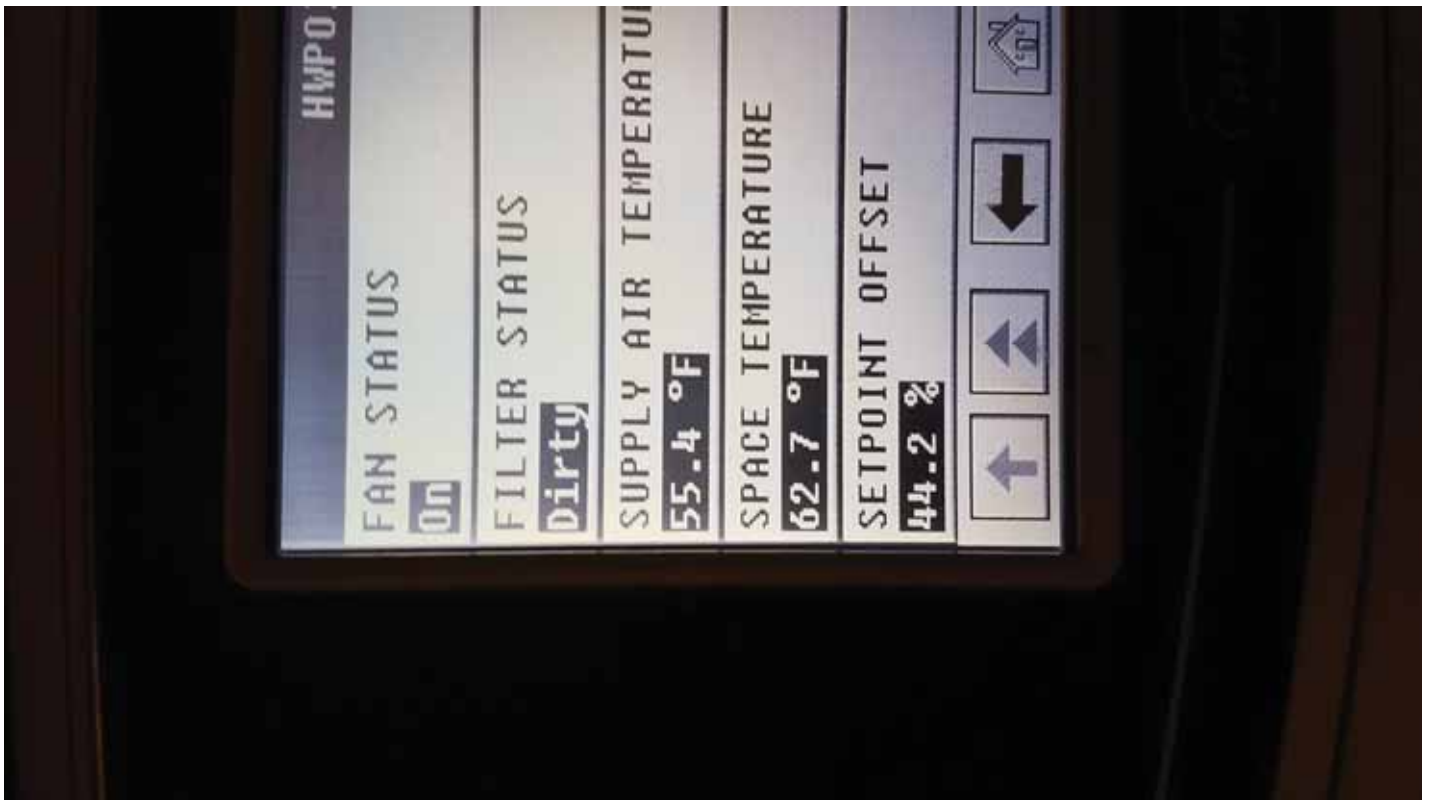 FAN STATUS
On
FILTER STATUS
Dirty
SUPPLY AIR TEMPERATU
55.4 °F
SPACE TEMPERATURE
62.7 °F
SETPOINT OFFSET
44.2 %